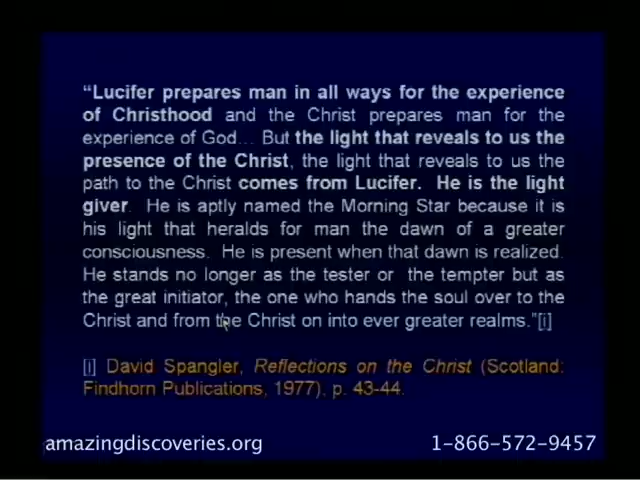 “Lucifer prepares man in all ways for the experience
of Christhood and the Christ prepares man for the
experience of God... But the light that reveals to us the
presence of the Christ, the light that reveals to us the
path to the Christ comes from Lucifer. He is the light
giver. He is aptly named the Morning Star because it is
his light that heralds for man the dawn of a greater
consciousness. He is present when that dawn is realized.
He stands no longer as the tester or the tempter but as
the great initiator, the one who hands the soul over to the
Christ and from the Christ on into ever greater realms.”[i]
[i] David Spangler, Reflections on the Christ (Scotland:
Findhorn Publications, 1977), p. 43-44.
amazingdiscoveries.org 1-866-572-9457